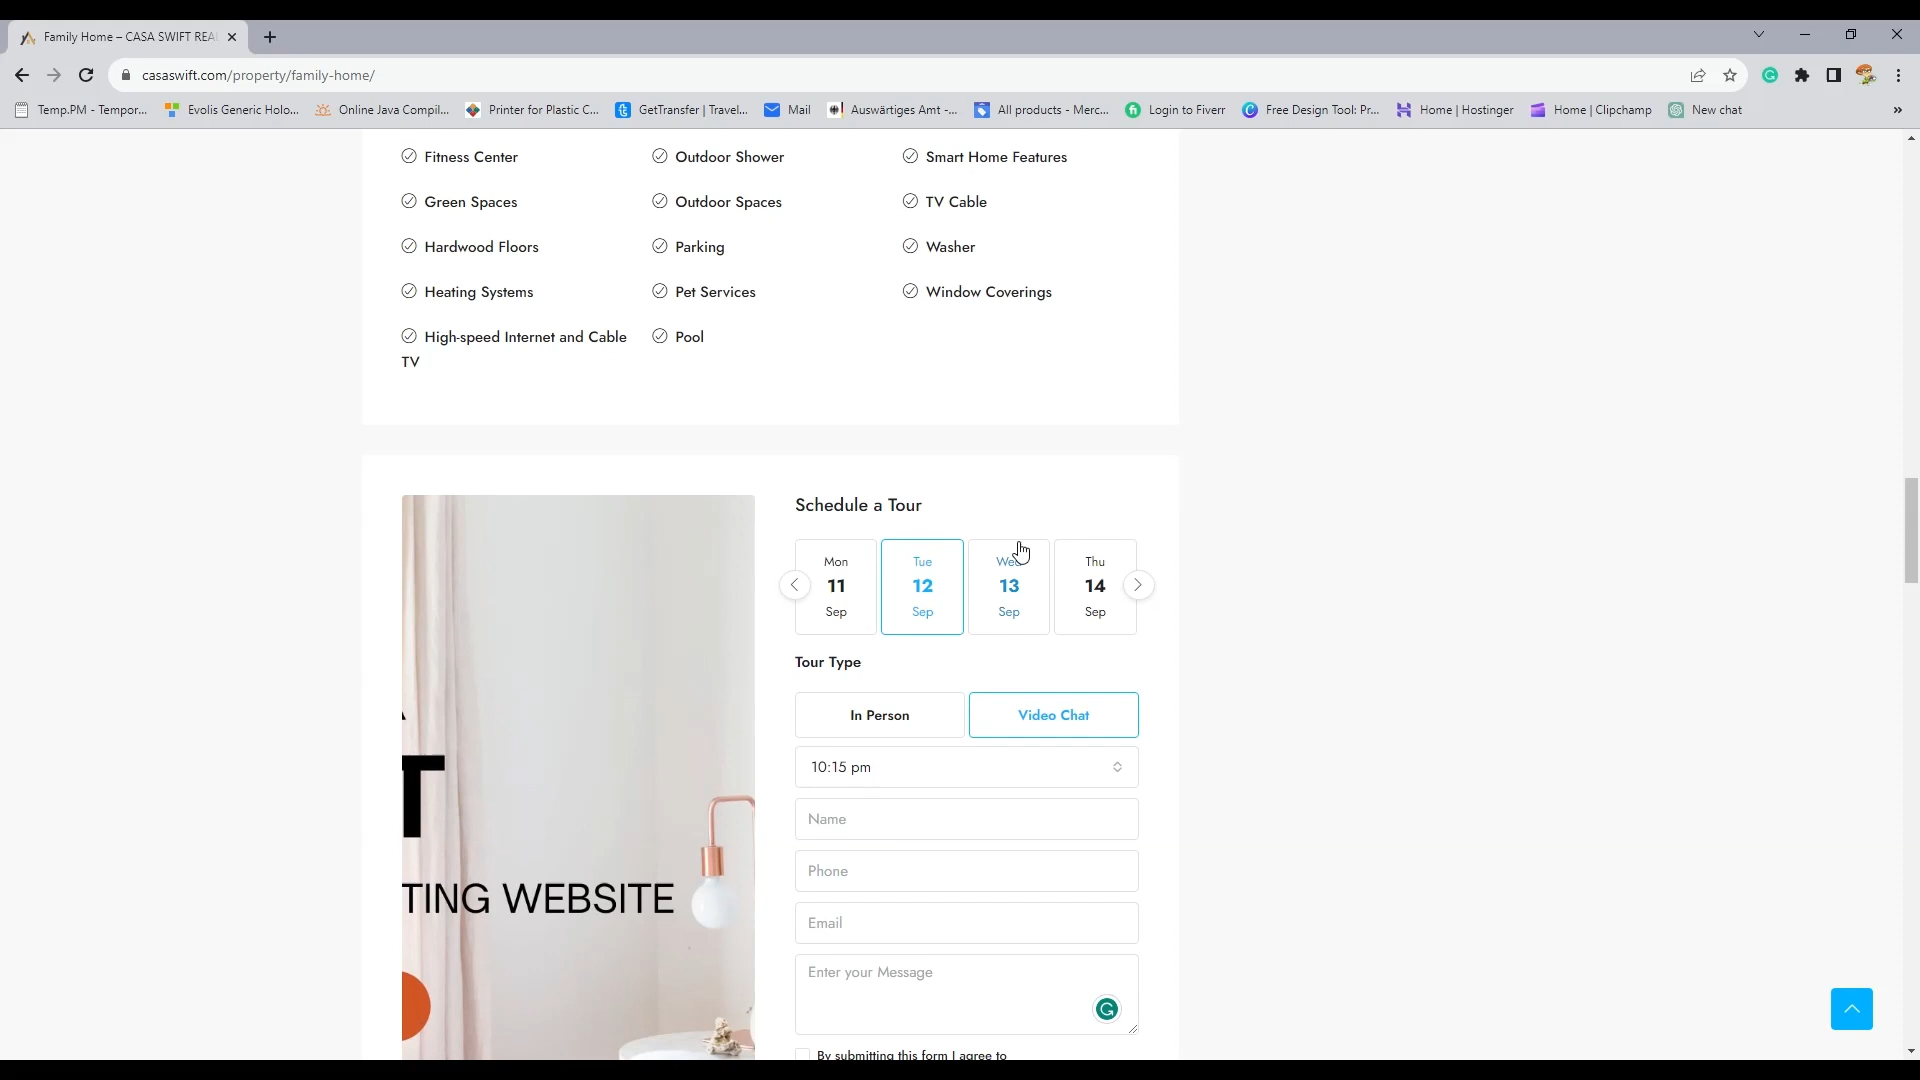 Family Home – CASA SWIFT REA
casaswift.com/property/family-home/
Temp.PM - Tempor...
Evolis Generic Holo...
Online Java Compil...
Printer for Plastic C...
GetTransfer | Travel...
Mail
Auswärtiges Amt -...
All products - Merc...
Login to Fiverr
Free Design Tool: Pr...
Home | Hostinger
Home | Clipchamp
New chat
Fitness Center
Outdoor Shower
Smart Home Features
Green Spaces
Outdoor Spaces
TV Cable
Hardwood Floors
Parking
Washer
Heating Systems
Pet Services
Window Coverings
High-speed Internet and Cable
TV
Pool
Schedule a Tour
Mon
11
Sep
Tue
12
Sep
Wed
13
Sep
Thu
14
Sep
Tour Type
In Person
Video Chat
10:15 pm
Name
Phone
Email
Enter your Message
By submitting this form I agree to
T
TING WEBSITE